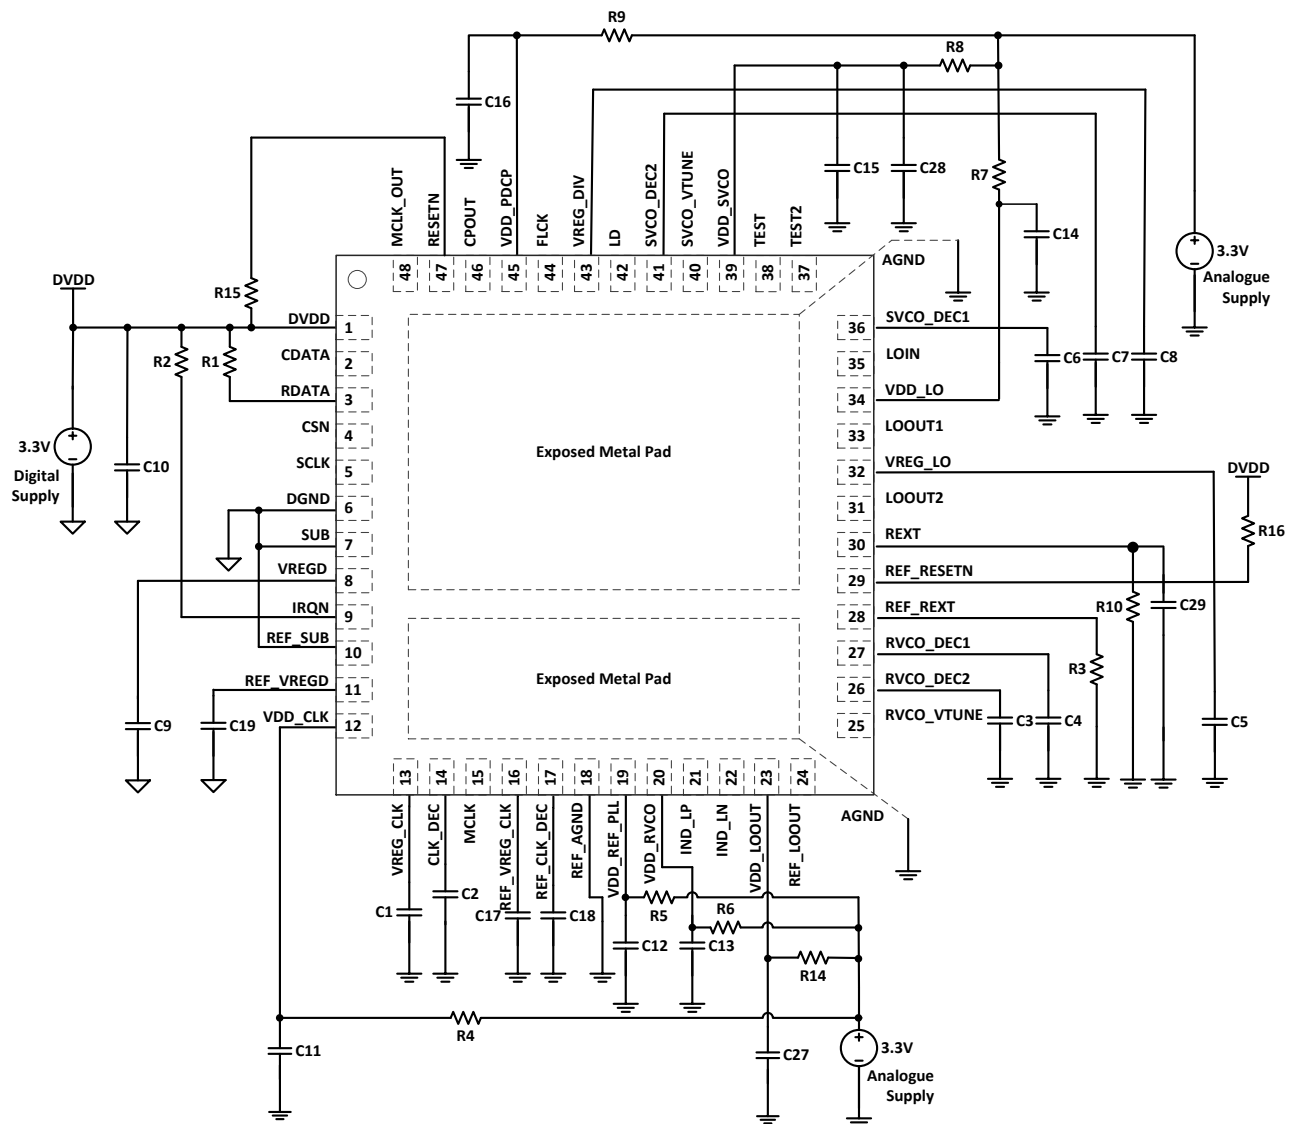 R9
R8
C16
C15
C28
R7
C14
MCLK_OUT
RESETN
CPOUT
VDD_PDCP
FLCK
VREG_DIV
LD
SVCO_DEC2
SVCO_VTUNE
VDD_SVCO
TEST
TEST2
3.3V
Analogue
Supply
AGND
48
47
46
45
44
43
42
41
40
39
38
37
DVDD
R15
R2
R1
3.3V
Digital
Supply
C10
DVDD
1
CDATA
2
RDATA
3
CSN
4
SCLK
5
DGND
6
SUB
7
VREGD
8
IRQN
9
REF_SUB
10
REF_VREGD
11
VDD_CLK
12
C9
C19
Exposed Metal Pad
Exposed Metal Pad
36
SVCO_DEC1
35
LOIN
34
VDD_LO
33
LOOUT1
32
VREG_LO
31
LOOUT2
30
REXT
29
REF_RESETN
28
REF_REXT
27
RVCO_DEC1
26
RVCO_DEC2
25
RVCO_VTUNE
C6
C7
C8
DVDD
R16
R10
C29
R3
C3
C4
C5
13
14
15
16
17
18
19
20
21
22
23
24
AGND
VREG_CLK
CLK_DEC
MCLK
REF_VREG_CLK
REF_CLK_DEC
REF_AGND
VDD_REF_PLL
VDD_RVCO
IND_LP
IND_LN
VDD_LOOUT
REF_LOOUT
C1
C2
C17
C18
R5
R6
C12
C13
R14
R4
C11
C27
3.3V
Analogue
Supply